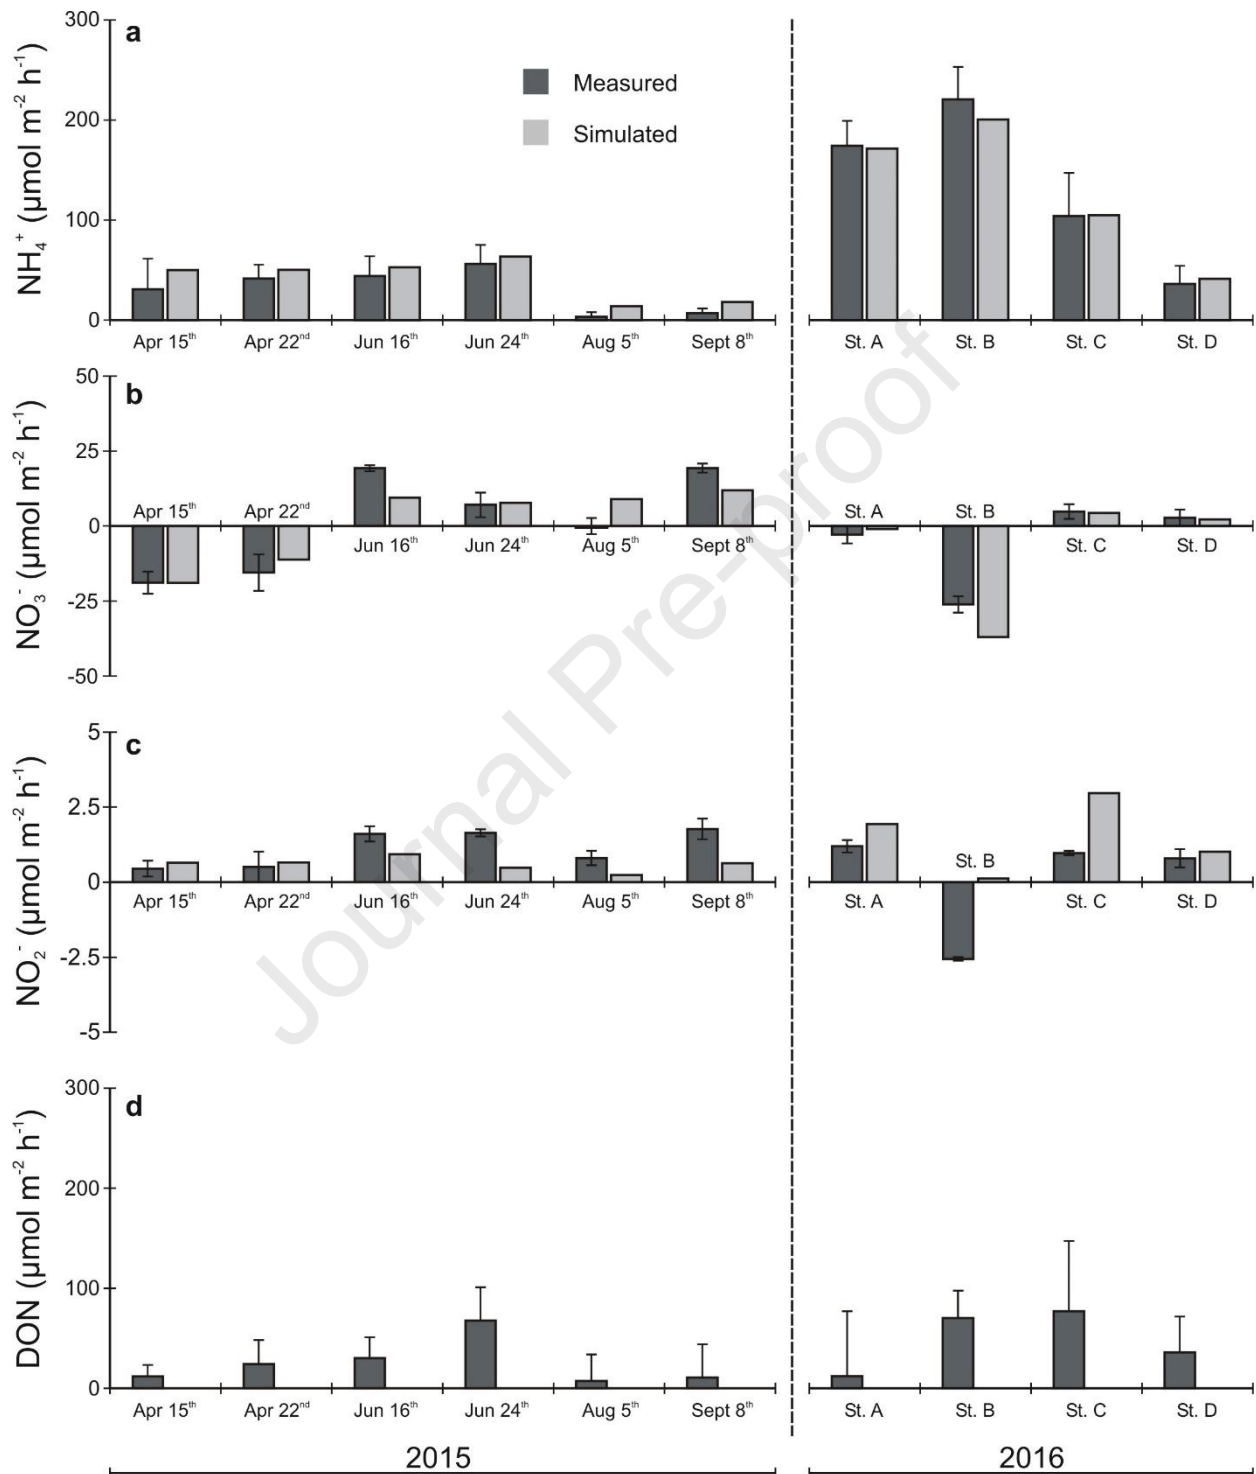 300
a
Measured
200
Simulated
NH₄⁺ (µmol m⁻² h⁻¹)
100
0
Apr 15ᵗʰ Apr 22ⁿᵈ Jun 16ᵗʰ Jun 24ᵗʰ Aug 5ᵗʰ Sept 8ᵗʰ St. A St. B St. C St. D
50
b
NO₃⁻ (µmol m⁻² h⁻¹)
25
Apr 15ᵗʰ Apr 22ⁿᵈ St. A St. B
0
Jun 16ᵗʰ Jun 24ᵗʰ Aug 5ᵗʰ Sept 8ᵗʰ St. C St. D
-25
-50
5
c
NO₂⁻ (µmol m⁻² h⁻¹)
2.5
St. B
0
Apr 15ᵗʰ Apr 22ⁿᵈ Jun 16ᵗʰ Jun 24ᵗʰ Aug 5ᵗʰ Sept 8ᵗʰ St. A St. C St. D
-2.5
-5
300
d
DON (µmol m⁻² h⁻¹)
200
100
0
Apr 15ᵗʰ Apr 22ⁿᵈ Jun 16ᵗʰ Jun 24ᵗʰ Aug 5ᵗʰ Sept 8ᵗʰ St. A St. B St. C St. D
2015 2016
Journal Pre-proof